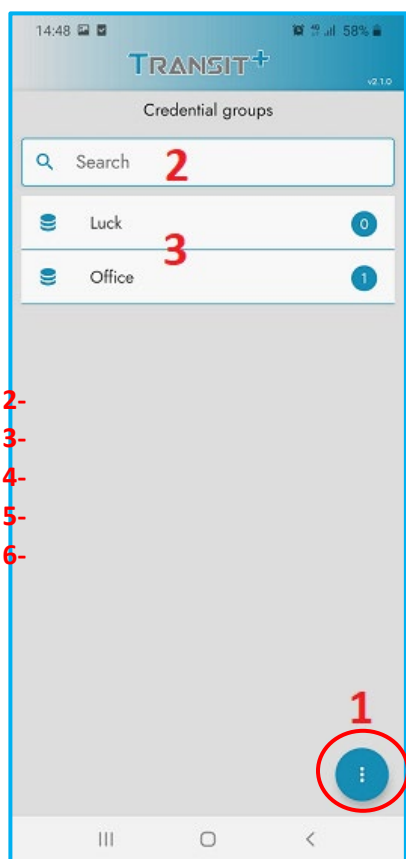 14:48 4G 58%
TRANSIT+
v2.1.0
Credential groups
Search 2
Luck 0
3
Office 1
2-
3-
4-
5-
6-
1